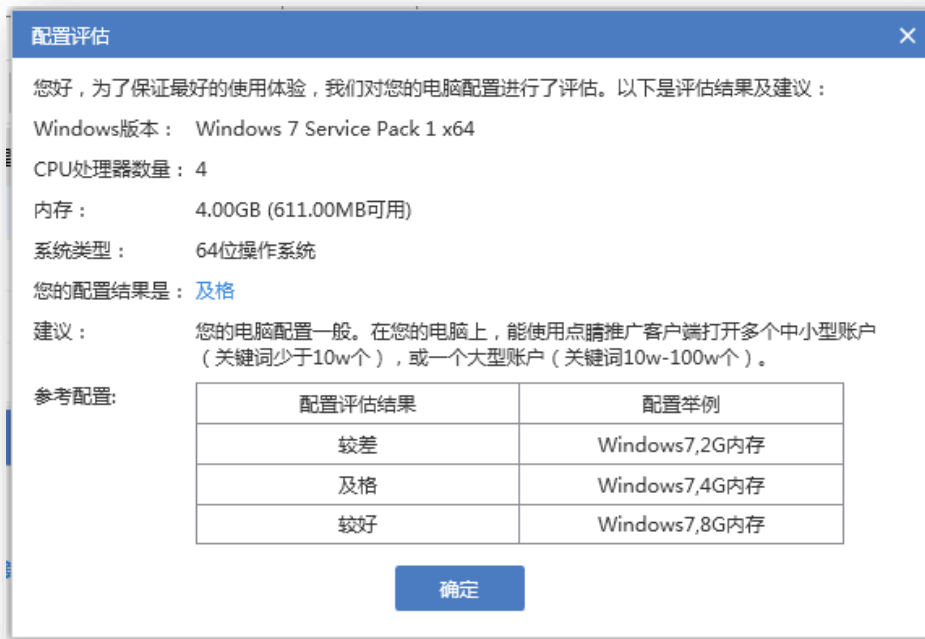 配置评估
您好，为了保证最好的使用体验，我们对您的电脑配置进行了评估。以下是评估结果及建议：
Windows版本： Windows 7 Service Pack 1 x64
CPU处理器数量： 4
内存： 4.00GB (611.00MB可用)
系统类型： 64位操作系统
您的配置结果是： 及格
建议： 您的电脑配置一般。在您的电脑上，能使用点睛推广客户端打开多个中小型账户
（关键词少于10w个），或一个大型账户（关键词10w-100w个）。
参考配置:
配置评估结果 配置举例
较差 Windows7,2G内存
及格 Windows7,4G内存
较好 Windows7,8G内存
确定